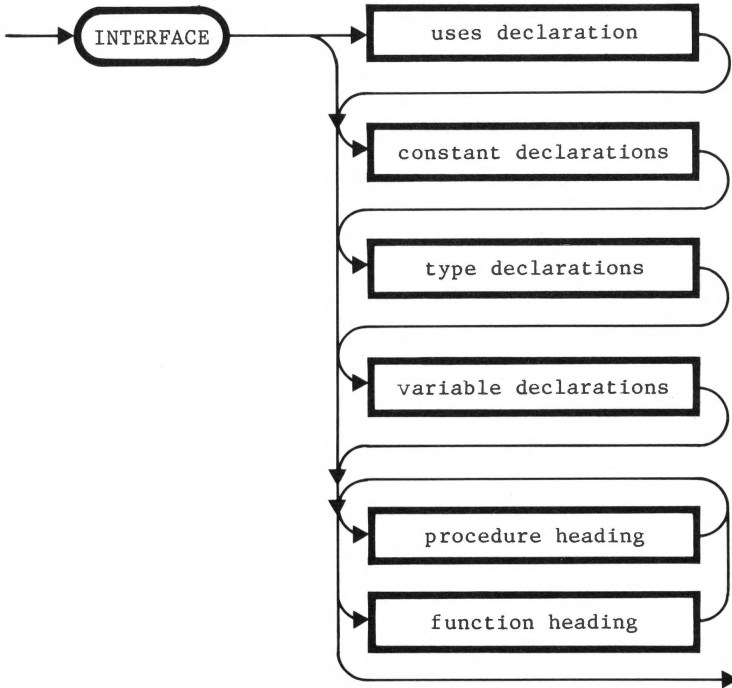 INTERFACE
uses declaration
constant declarations
type declarations
variable declarations
procedure heading
function heading